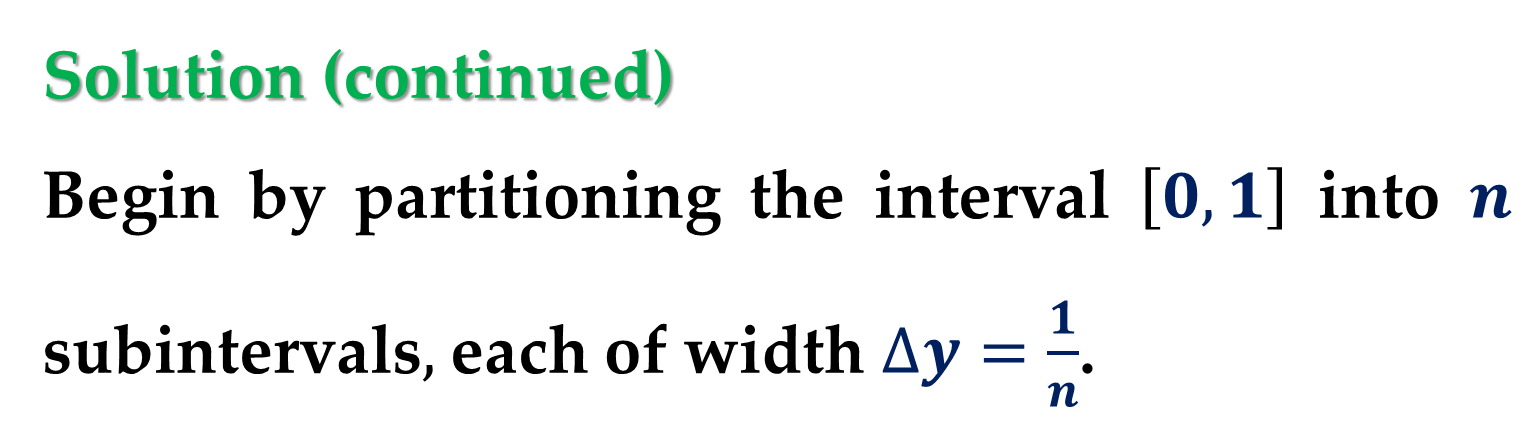 Solution (continued)
Begin by partitioning the interval [0, 1] into n
subintervals, each of width Δy = 1/n.